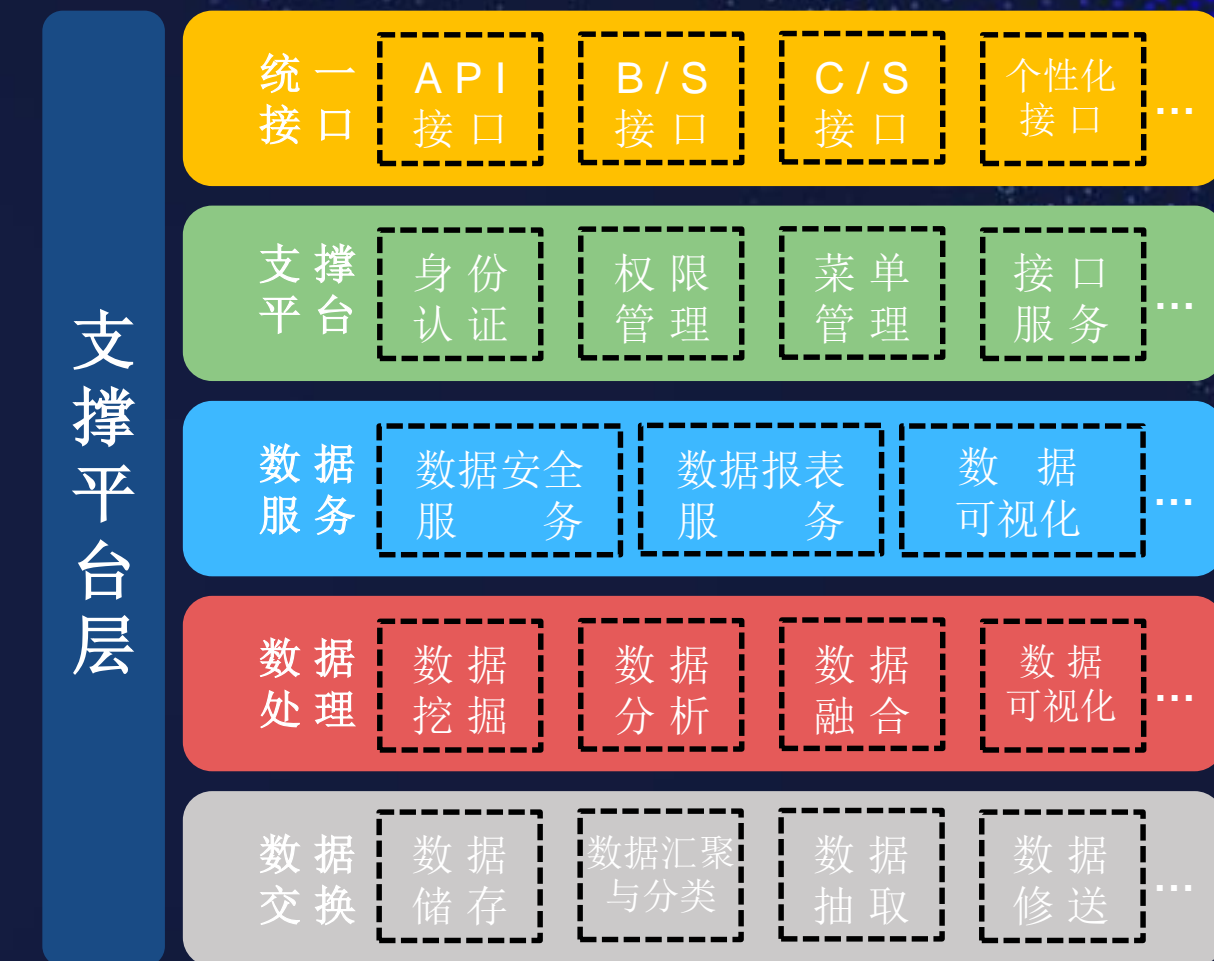 支撑平台层
统一
接口
API
接口
B/S
接口
C/S
接口
个性化
接口
...
支撑
平台
身份
认证
权限
管理
菜单
管理
接口
服务
...
数据
服务
数据安全
服务
数据报表
服务
数据
可视化
...
数据
处理
数据
挖掘
数据
分析
数据
融合
数据
可视化
...
数据
交换
数据
储存
数据汇聚
与分类
数据
抽取
数据
修送
...